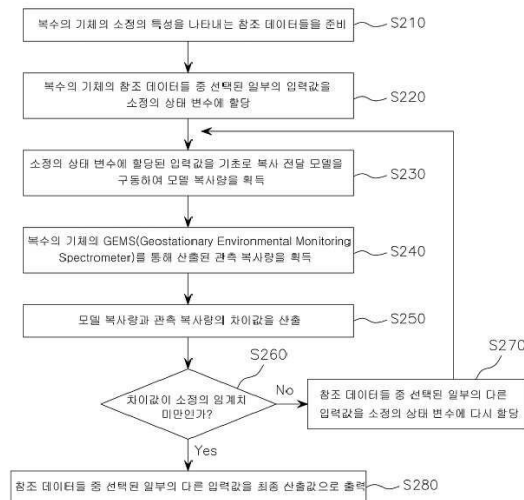 복수의 기체의 소정의 특성을 나타내는 참조 데이터들을 준비
S210
복수의 기체의 참조 데이터들 중 선택된 일부의 입력값을
소정의 상태 변수에 할당
S220
소정의 상태 변수에 할당된 입력값을 기초로 복사 전달 모델을
구동하여 모델 복사량을 획득
S230
복수의 기체의 GEMS(Geostationary Environmental Monitoring
Spectrometer)를 통해 산출된 관측 복사량을 획득
S240
모델 복사량과 관측 복사량의 차이값을 산출
S250
S260
차이값이 소정의 임계치
미만인가?
No
S270
참조 데이터들 중 선택된 일부의 다른
입력값을 소정의 상태 변수에 다시 할당
Yes
참조 데이터들 중 선택된 일부의 다른 입력값을 최종 산출값으로 출력
S280